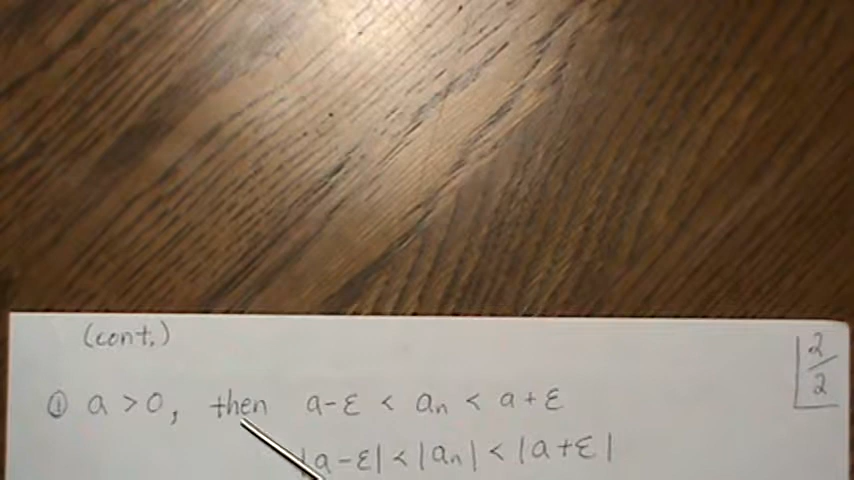 (cont.)
2/2
① a > 0, then a-ε < aₙ < a+ε
|a-ε| < |aₙ| < |a+ε|